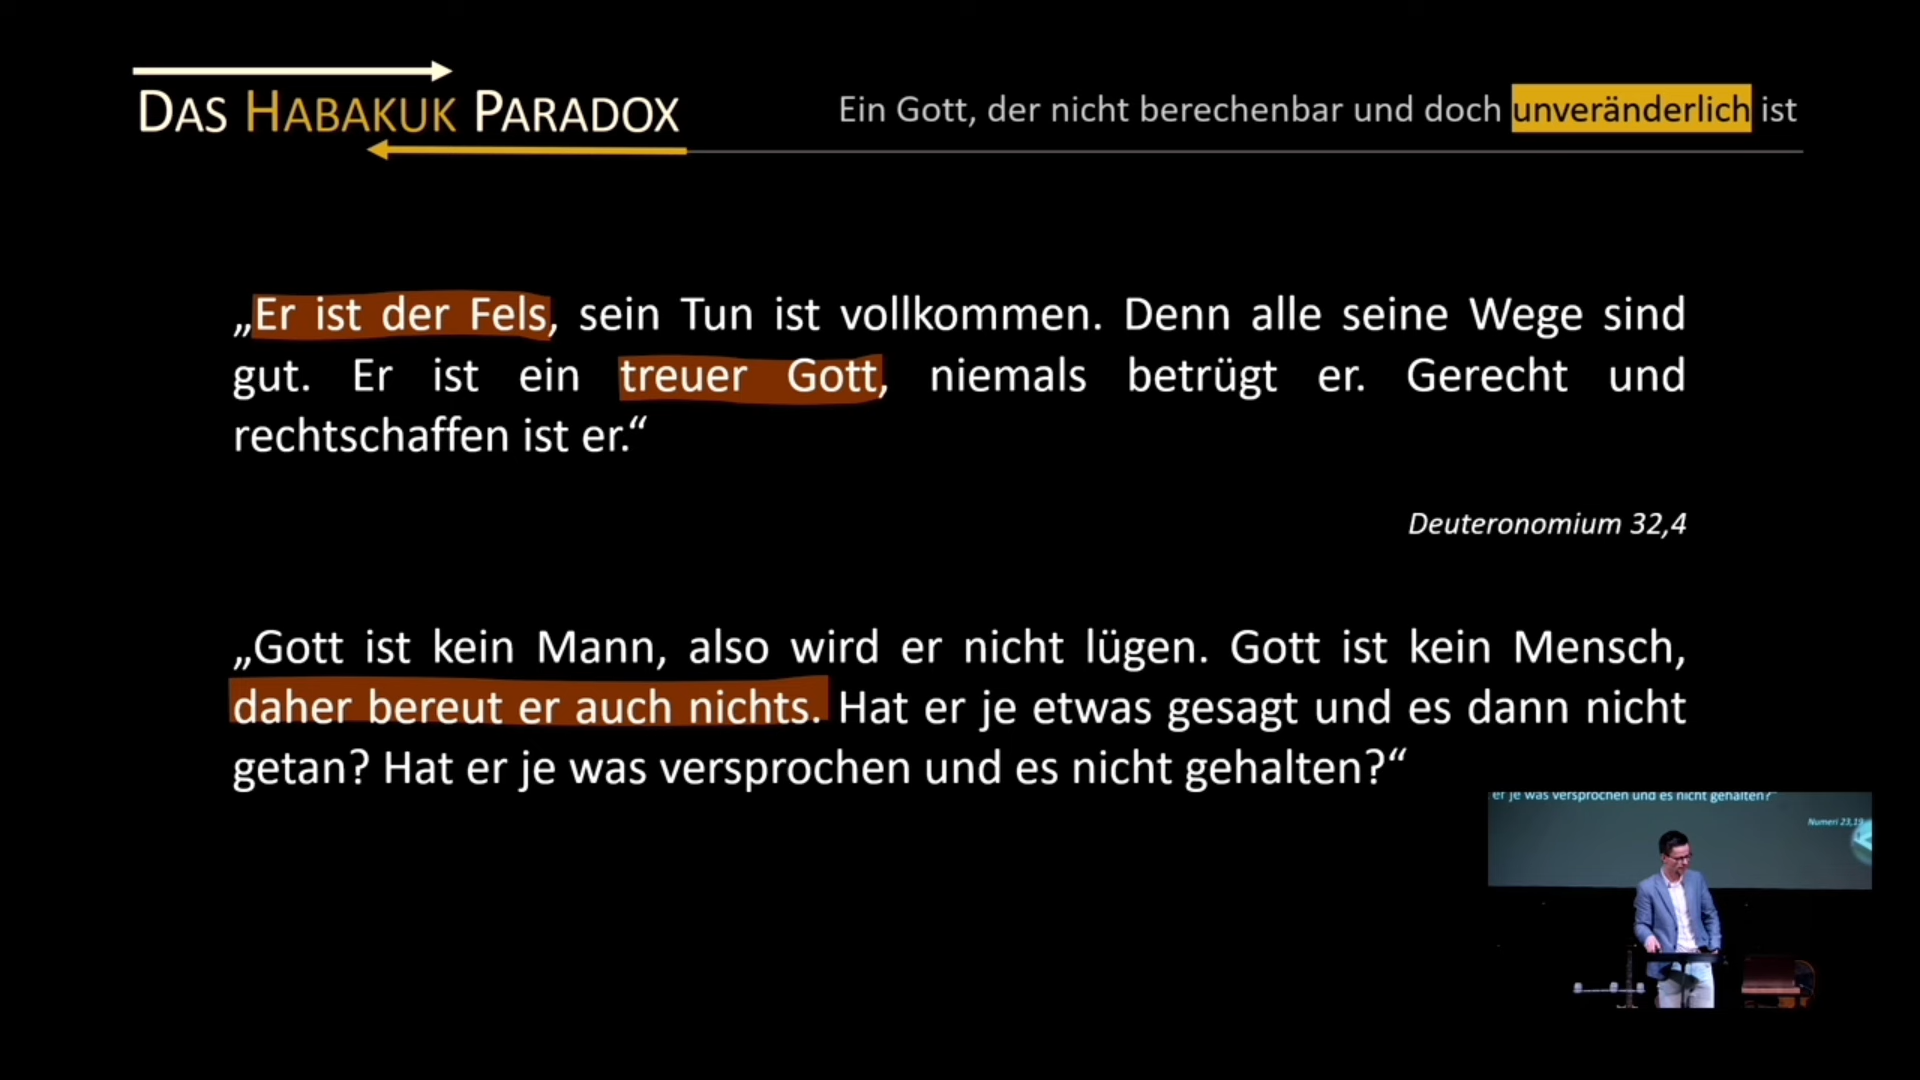 DAS HABAKUK PARADOX
Ein Gott, der nicht berechenbar und doch unveränderlich ist
„Er ist der Fels, sein Tun ist vollkommen. Denn alle seine Wege sind
gut. Er ist ein treuer Gott, niemals betrügt er. Gerecht und
rechtschaffen ist er.“
Deuteronomium 32,4
„Gott ist kein Mann, also wird er nicht lügen. Gott ist kein Mensch,
daher bereut er auch nichts. Hat er je etwas gesagt und es dann nicht
getan? Hat er je was versprochen und es nicht gehalten?“
er je was versprochen und es nicht gehalten?“
Numeri 23,19